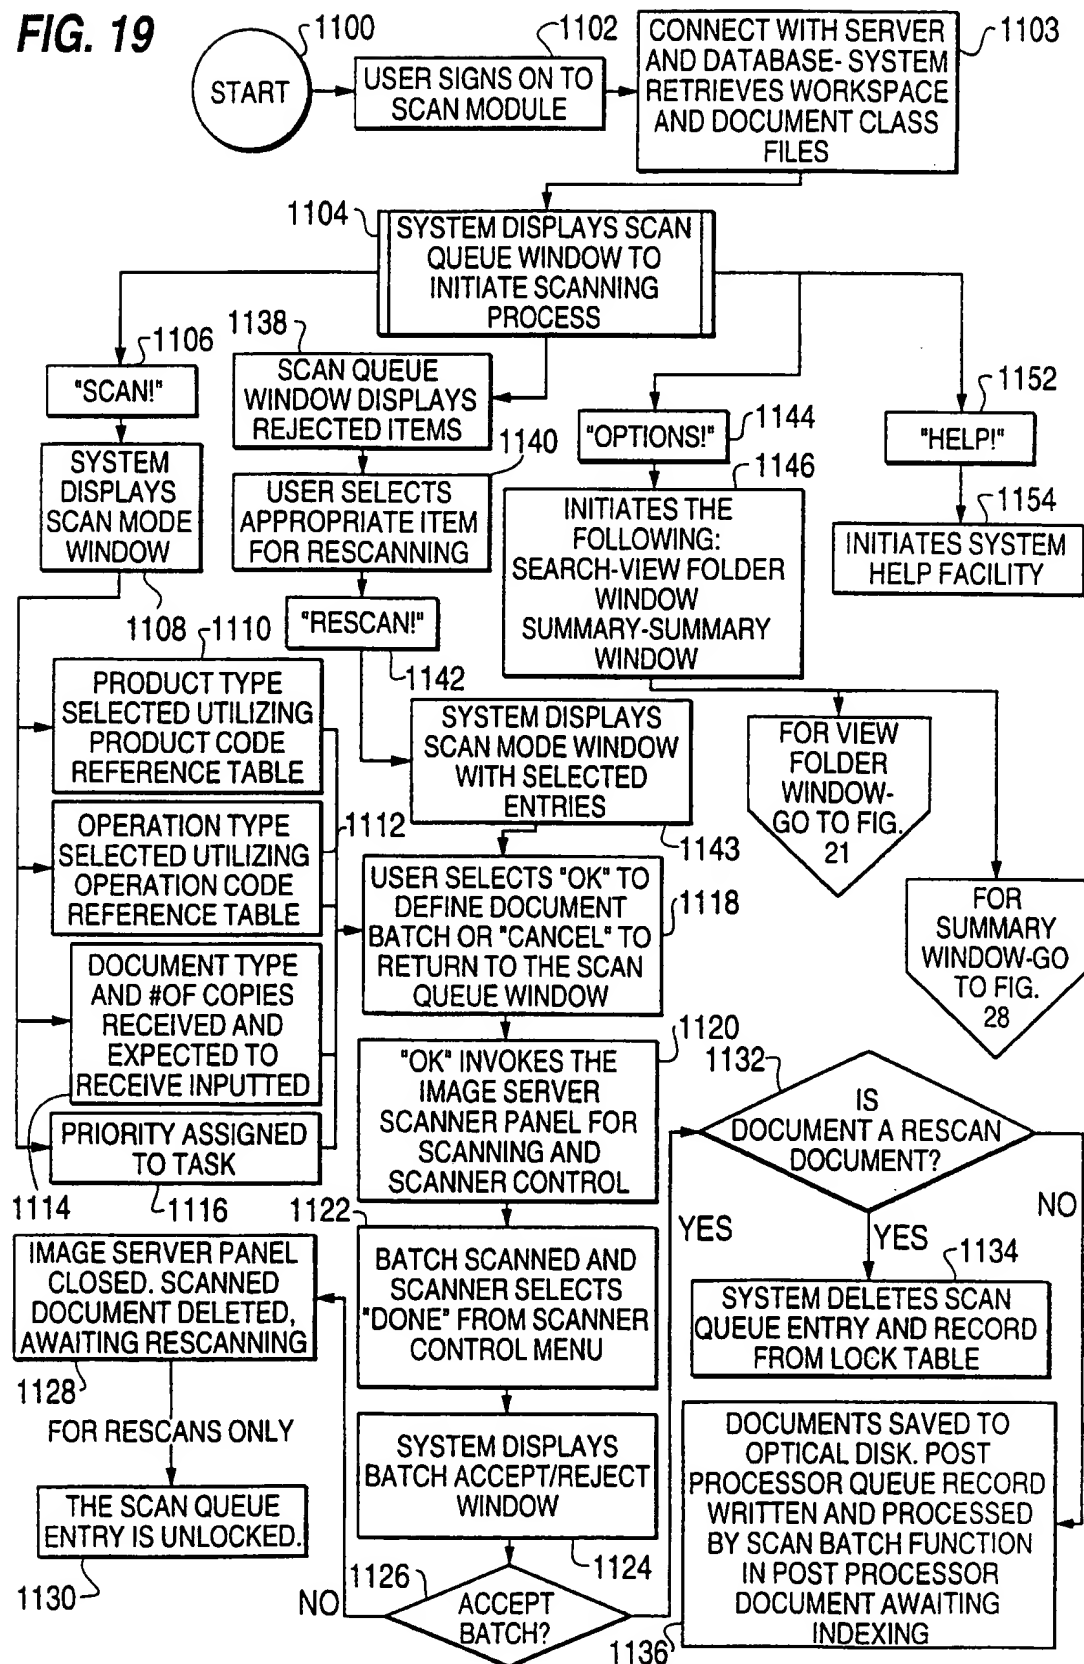 FIG. 19
1100
START
1102
USER SIGNS ON TO
SCAN MODULE
1103
CONNECT WITH SERVER
AND DATABASE- SYSTEM
RETRIEVES WORKSPACE
AND DOCUMENT CLASS
FILES
1104
SYSTEM DISPLAYS SCAN
QUEUE WINDOW TO
INITIATE SCANNING
PROCESS
1106
"SCAN!"
SYSTEM
DISPLAYS
SCAN MODE
WINDOW
1108
1138
SCAN QUEUE
WINDOW DISPLAYS
REJECTED ITEMS
1140
USER SELECTS
APPROPRIATE ITEM
FOR RESCANNING
"RESCAN!"
1142
"OPTIONS!"
1144
1146
INITIATES THE
FOLLOWING:
SEARCH-VIEW FOLDER
WINDOW
SUMMARY-SUMMARY
WINDOW
1152
"HELP!"
1154
INITIATES SYSTEM
HELP FACILITY
1110
PRODUCT TYPE
SELECTED UTILIZING
PRODUCT CODE
REFERENCE TABLE
OPERATION TYPE
SELECTED UTILIZING
OPERATION CODE
REFERENCE TABLE
1112
DOCUMENT TYPE
AND #OF COPIES
RECEIVED AND
EXPECTED TO
RECEIVE INPUTTED
1114
PRIORITY ASSIGNED
TO TASK
1116
SYSTEM DISPLAYS
SCAN MODE WINDOW
WITH SELECTED
ENTRIES
1143
FOR VIEW
FOLDER
WINDOW-
GO TO FIG.
21
FOR
SUMMARY
WINDOW-GO
TO FIG.
28
USER SELECTS "OK" TO
DEFINE DOCUMENT
BATCH OR "CANCEL" TO
RETURN TO THE SCAN
QUEUE WINDOW
1118
1120
"OK" INVOKES THE
IMAGE SERVER
SCANNER PANEL FOR
SCANNING AND
SCANNER CONTROL
1122
BATCH SCANNED AND
SCANNER SELECTS
"DONE" FROM SCANNER
CONTROL MENU
SYSTEM DISPLAYS
BATCH ACCEPT/REJECT
WINDOW
1124
1126
ACCEPT
BATCH?
NO
YES
IMAGE SERVER PANEL
CLOSED. SCANNED
DOCUMENT DELETED,
AWAITING RESCANNING
1128
FOR RESCANS ONLY
THE SCAN QUEUE
ENTRY IS UNLOCKED.
1130
1132
IS
DOCUMENT A RESCAN
DOCUMENT?
YES
NO
1134
SYSTEM DELETES SCAN
QUEUE ENTRY AND RECORD
FROM LOCK TABLE
DOCUMENTS SAVED TO
OPTICAL DISK. POST
PROCESSOR QUEUE RECORD
WRITTEN AND PROCESSED
BY SCAN BATCH FUNCTION
IN POST PROCESSOR
DOCUMENT AWAITING
INDEXING
1136